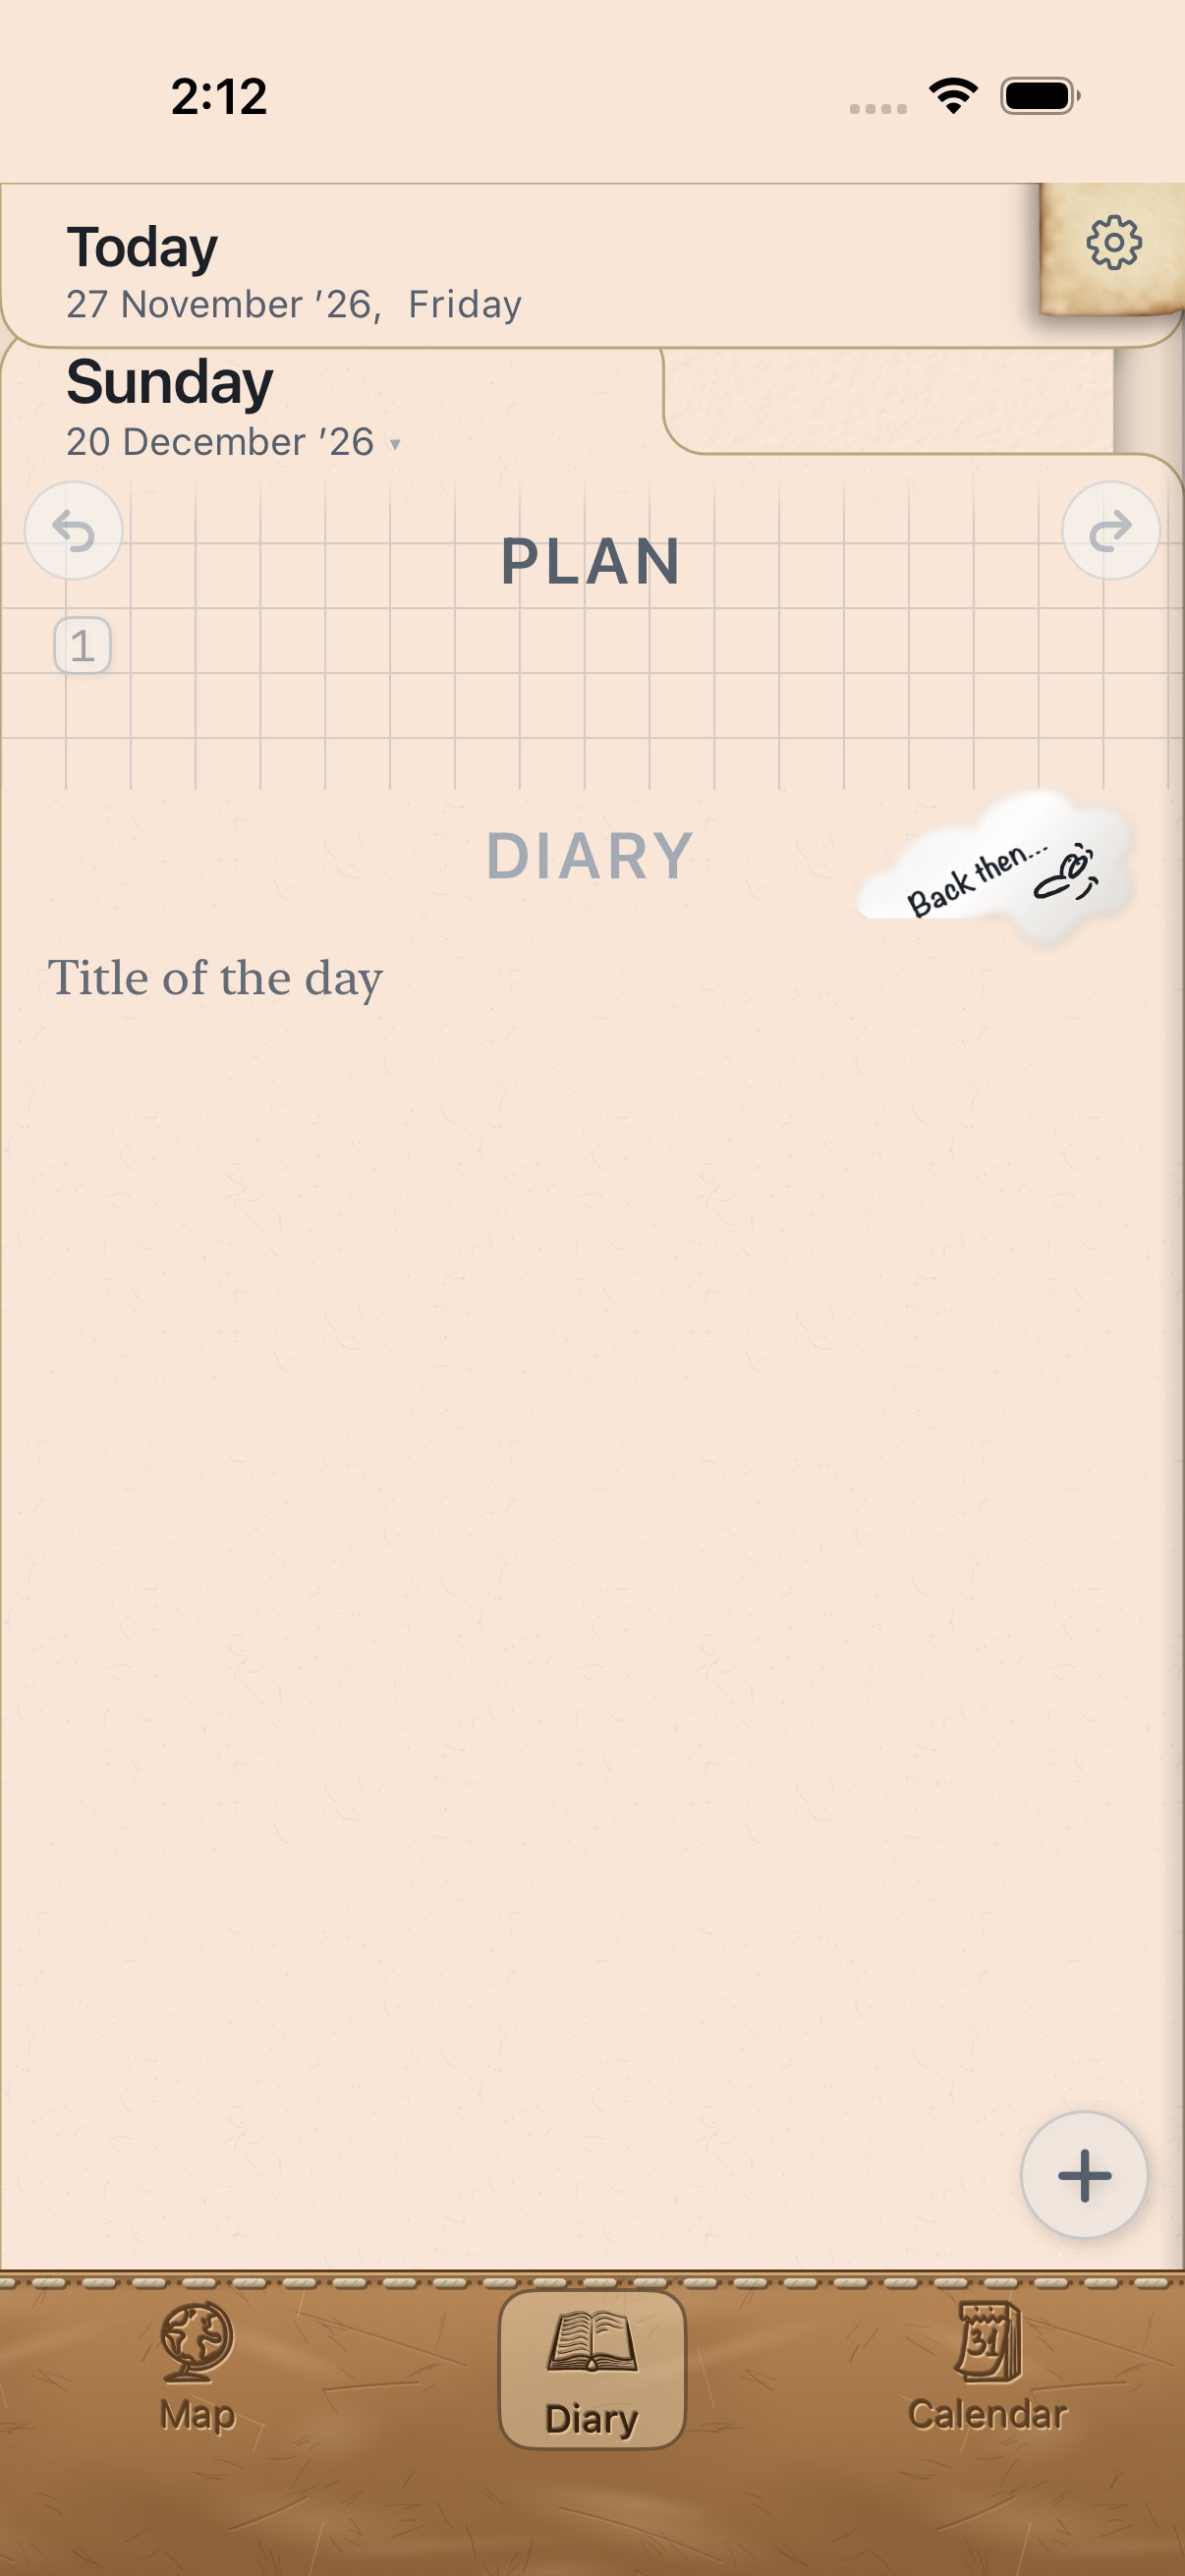 2:12
Today
27 November ’26, Friday
Sunday
20 December ’26 ▾
PLAN
1
DIARY
Back then...
Title of the day
31
Map
Diary
Calendar